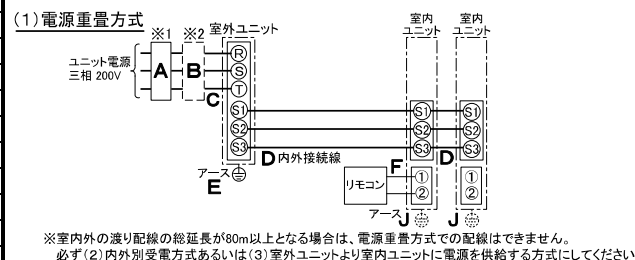 (1)電源重畳方式
※1 ※2 室外ユニット
室内
ユニット
室内
ユニット
ユニット電源
三相 200V
A B C
R
S
T
S1
S2
S3
D 内外接続線
アース
E
S1
S2
S3
D
S1
S2
S3
リモコン
F
①
②
①
②
アース J
J
※室内外の渡り配線の総延長が80m以上となる場合は、電源重畳方式での配線はできません。
必ず(2)内外別受電方式あるいは(3)室外ユニットより室内ユニットに電源を供給する方式にしてください